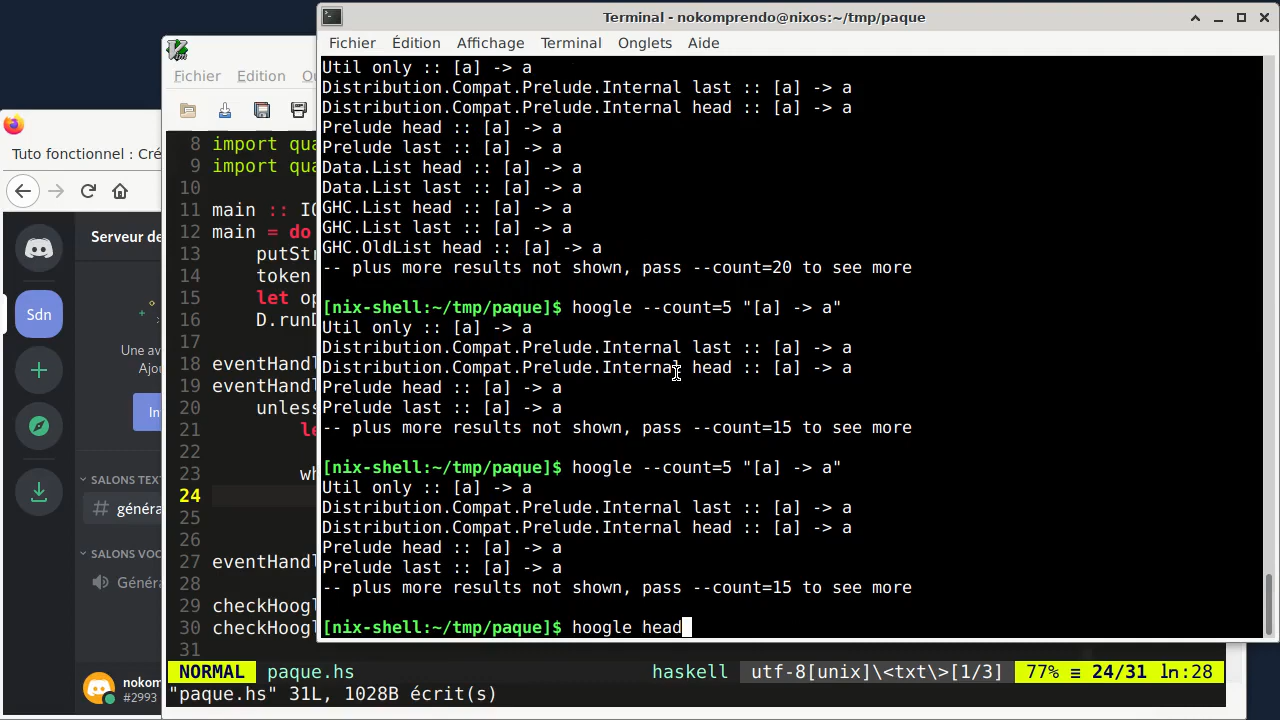 Terminal - nokomprendo@nixos:~/tmp/paque
Fichier Édition Affichage Terminal Onglets Aide
Util only :: [a] -> a
Distribution.Compat.Prelude.Internal last :: [a] -> a
Distribution.Compat.Prelude.Internal head :: [a] -> a
Prelude head :: [a] -> a
Prelude last :: [a] -> a
Data.List head :: [a] -> a
Data.List last :: [a] -> a
GHC.List head :: [a] -> a
GHC.List last :: [a] -> a
GHC.OldList head :: [a] -> a
-- plus more results not shown, pass --count=20 to see more
[nix-shell:~/tmp/paque]$ hoogle --count=5 "[a] -> a"
Util only :: [a] -> a
Distribution.Compat.Prelude.Internal last :: [a] -> a
Distribution.Compat.Prelude.Internal head :: [a] -> a
Prelude head :: [a] -> a
Prelude last :: [a] -> a
-- plus more results not shown, pass --count=15 to see more
[nix-shell:~/tmp/paque]$ hoogle --count=5 "[a] -> a"
Util only :: [a] -> a
Distribution.Compat.Prelude.Internal last :: [a] -> a
Distribution.Compat.Prelude.Internal head :: [a] -> a
Prelude head :: [a] -> a
Prelude last :: [a] -> a
-- plus more results not shown, pass --count=15 to see more
[nix-shell:~/tmp/paque]$ hoogle head
Fichier Edition
8 import qua
9 import qua
10
11 main :: IO
12 main = do
13 putStr
14 token
15 let op
16 D.runD
17
18 eventHandl
19 eventHandl
20 unless
21 le
22
23 wh
24
25
26
27 eventHandl
28
29 checkHoogl
30 checkHoogl
31
NORMAL paque.hs haskell utf-8[unix]\<txt\>[1/3] 77% ≡ 24/31 ln:28
"paque.hs" 31L, 1028B écrit(s)
Tuto fonctionnel : Cré
Serveur de
Sdn
Une av
Ajou
In
SALONS TEXT
# généra
SALONS VOC
Généra
nokom
#2993